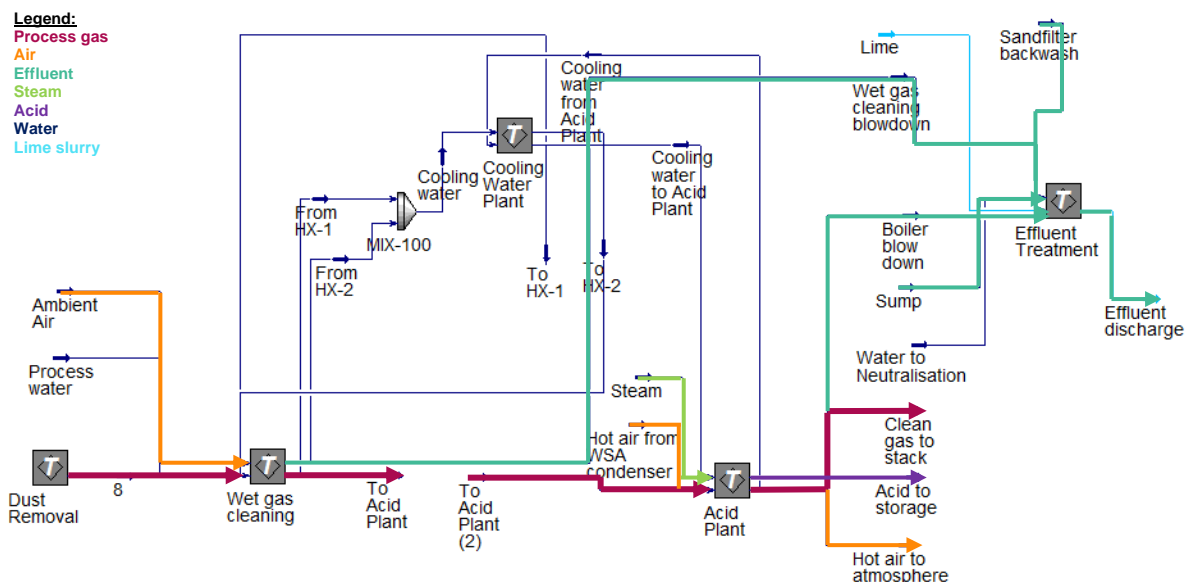 Legend:
Process gas
Air
Effluent
Steam
Acid
Water
Lime slurry
Lime
Sandfilter
backwash
Cooling
water
from
Acid
Plant
Wet gas
cleaning
blowdown
T
Cooling
Water
Plant
Cooling
water
Cooling
water
to Acid
Plant
From
HX-1
MIX-100
From
HX-2
To
HX-1
To
HX-2
T
Effluent
Treatment
Boiler
blow
down
Sump
Effluent
discharge
Ambient
Air
Process
water
Water to
Neutralisation
Steam
Hot air from
WSA
condenser
Clean
gas to
stack
T
Dust
Removal
8
T
Wet gas
cleaning
To
Acid
Plant
To
Acid
Plant
(2)
T
Acid
Plant
Acid to
storage
Hot air to
atmosphere